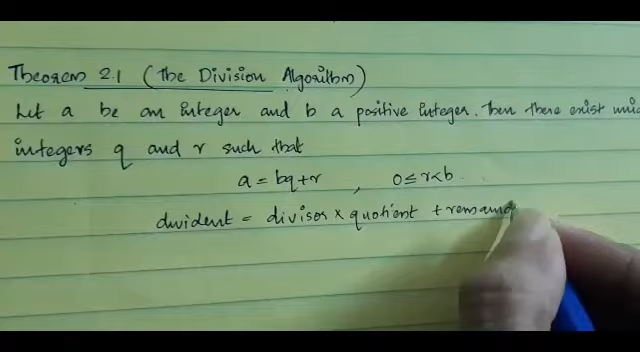 Theorem 2.1 (The Division Algorithm)
Let a be an integer and b a positive integer. Then there exist
integers q and r such that
a = bq+r , 0≤r<b.
divident = divisor × quotient + remaind